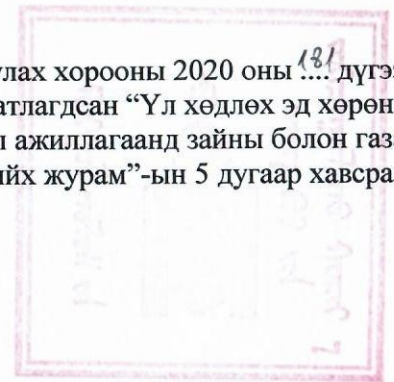 улах хорооны 2020 оны 181 дүгэ
атлагдсан “Үл хөдлөх эд хөрөн
л ажиллагаанд зайны болон газ
ийх журам”-ын 5 дугаар хавсра